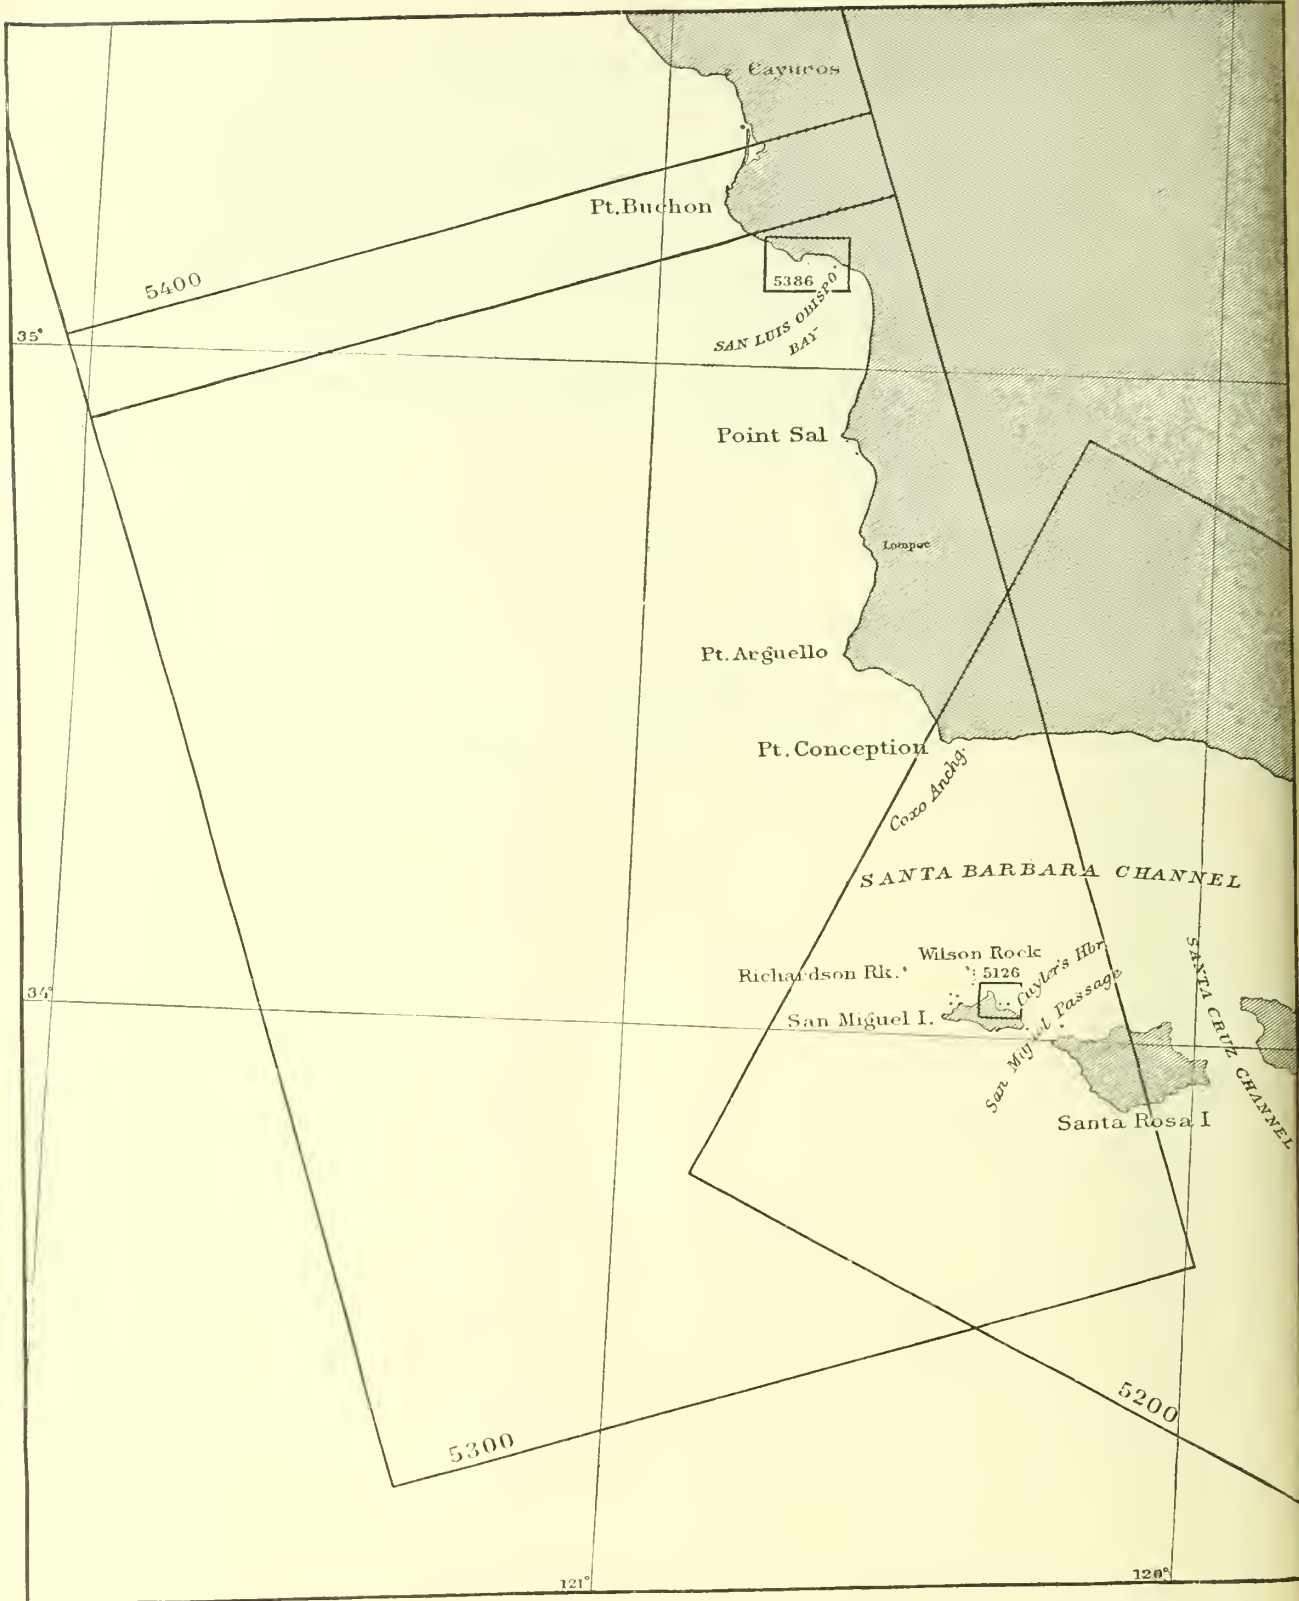 Cayucos
Pt. Buchon
5400
5386
35°
SAN LUIS OBISPO
BAY
Point Sal
Lompoc
Pt. Arguello
Pt. Conception
Coxo Anchg.
SANTA BARBARA CHANNEL
Wilson Rock
Richardson Rk.
5126
Cuyler's Hbr.
34°
San Miguel I.
San Miguel Passage
SANTA CRUZ CHANNEL
Santa Rosa I
5200
5300
121°
120°